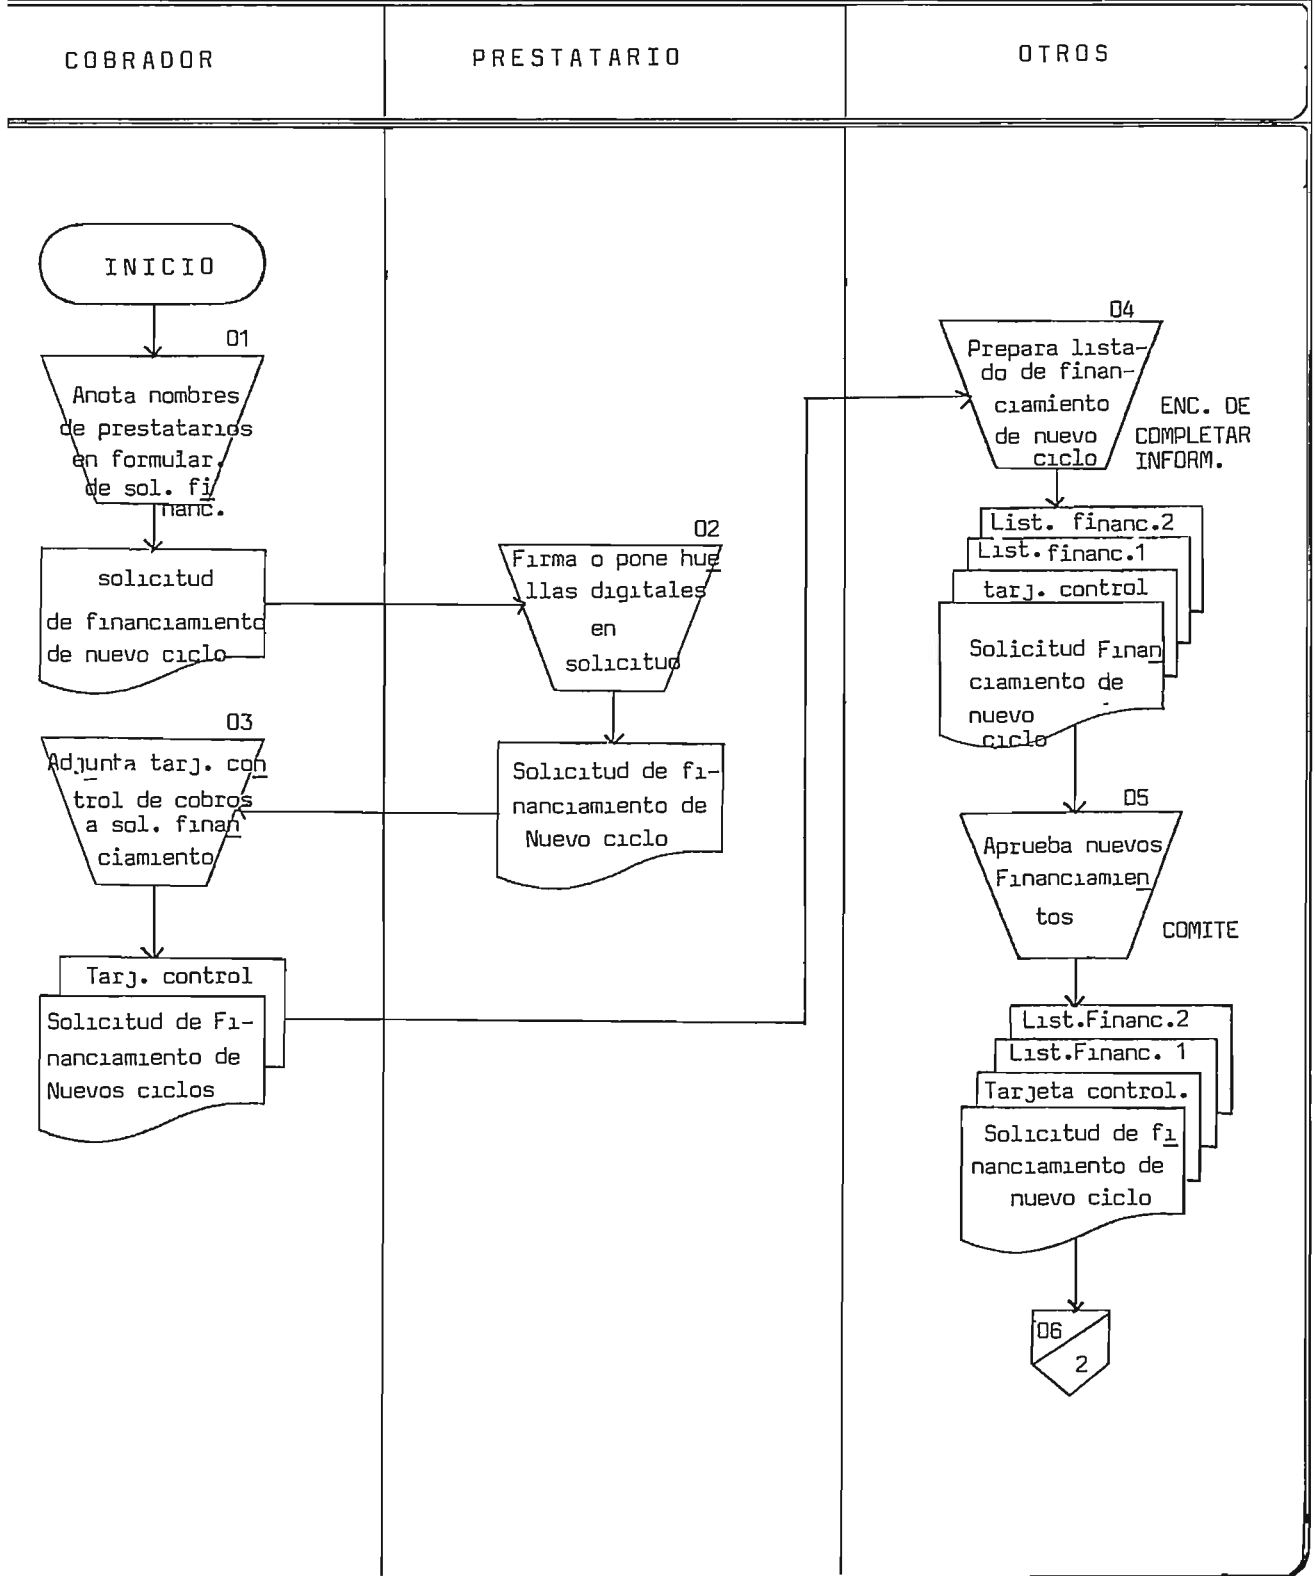 COBRADOR
PRESTATARIO
OTROS
INICIO
01
Anota nombres
de prestatarios
en formular.
de sol. fi
nanc.
solicitud
de financiamiento
de nuevo ciclo
02
Firma o pone hue
llas digitales
en
solicitud
Solicitud de fi-
nanciamiento de
Nuevo ciclo
03
Adjunta tarj. con
trol de cobros
a sol. finan
ciamiento
Tarj. control
Solicitud de Fi-
nanciamiento de
Nuevos ciclos
04
Prepara lista-
do de finan-
ciamiento
de nuevo
ciclo
ENC. DE
COMPLETAR
INFORM.
List. financ.2
List. financ.1
tarj. control
Solicitud Finan
ciamiento de
nuevo
ciclo
05
Aprueba nuevos
Financiamien
tos
COMITE
List.Financ.2
List.Financ. 1
Tarjeta control.
Solicitud de fi
nanciamiento de
nuevo ciclo
06
2